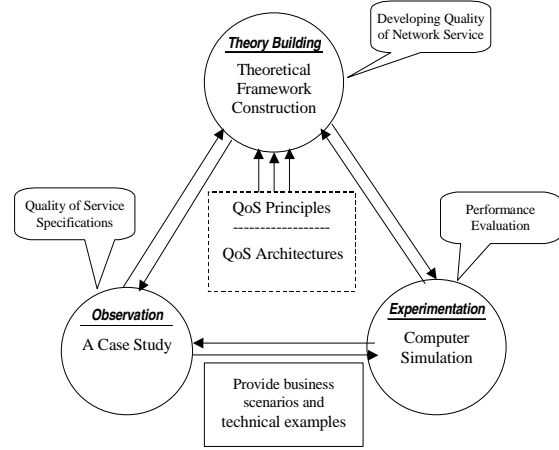 Developing Quality
of Network Service
Theory Building
Theoretical
Framework
Construction
Quality of Service
Specifications
QoS Principles
-------------------
QoS Architectures
Performance
Evaluation
Observation
A Case Study
Experimentation
Computer
Simulation
Provide business
scenarios and
technical examples